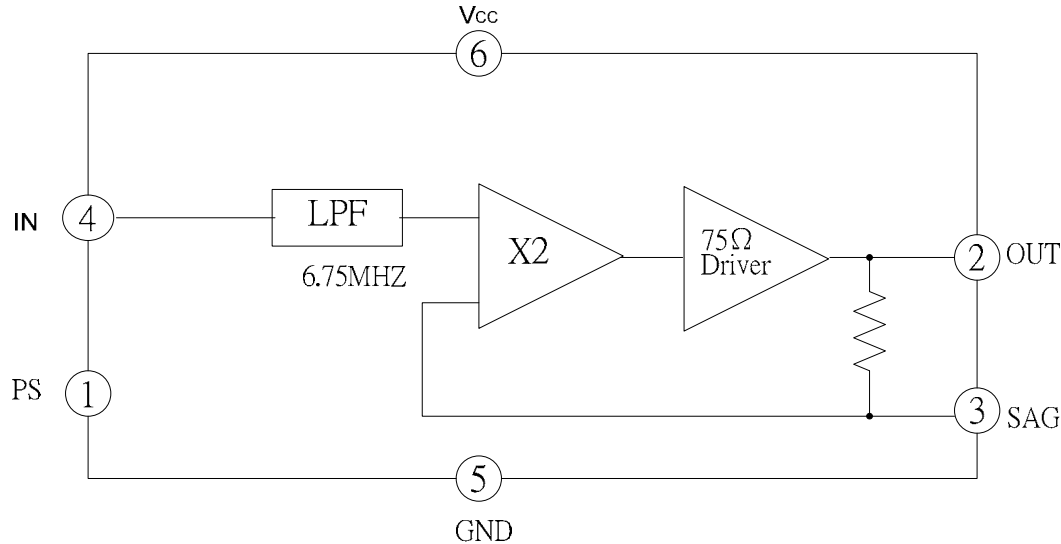 Vcc
6
IN
4
LPF
6.75MHZ
X2
75Ω
Driver
2
OUT
PS
1
3
SAG
5
GND